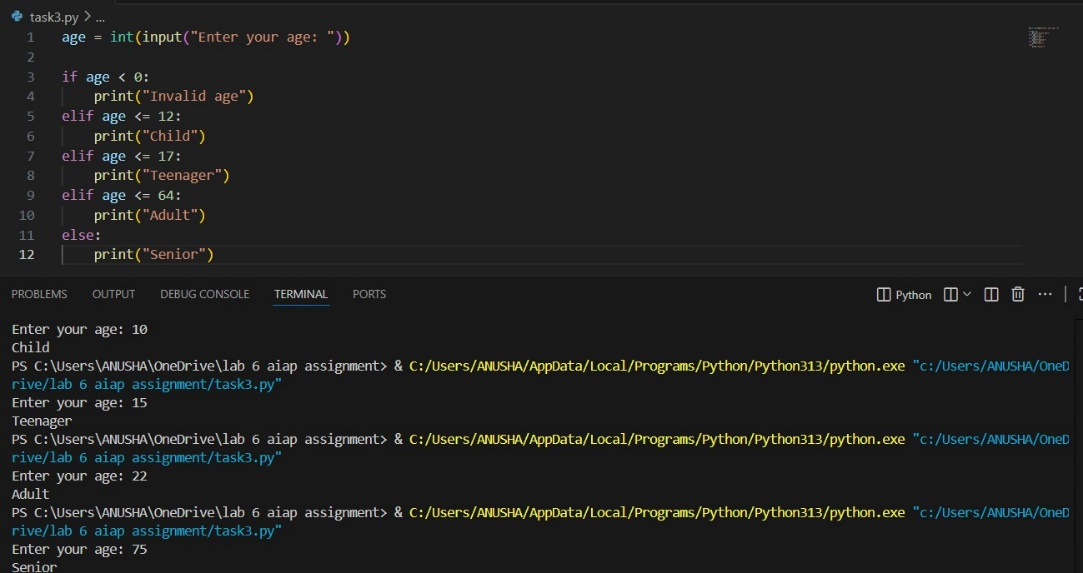 task3.py > ...
1 age = int(input("Enter your age: "))
2
3 if age < 0:
4     print("Invalid age")
5 elif age <= 12:
6     print("Child")
7 elif age <= 17:
8     print("Teenager")
9 elif age <= 64:
10     print("Adult")
11 else:
12     print("Senior")
PROBLEMS OUTPUT DEBUG CONSOLE TERMINAL PORTS Python
Enter your age: 10
Child
PS C:\Users\ANUSHA\OneDrive\lab 6 aiap assignment> & C:/Users/ANUSHA/AppData/Local/Programs/Python/Python313/python.exe "c:/Users/ANUSHA/OneD
rive/lab 6 aiap assignment/task3.py"
Enter your age: 15
Teenager
PS C:\Users\ANUSHA\OneDrive\lab 6 aiap assignment> & C:/Users/ANUSHA/AppData/Local/Programs/Python/Python313/python.exe "c:/Users/ANUSHA/OneD
rive/lab 6 aiap assignment/task3.py"
Enter your age: 22
Adult
PS C:\Users\ANUSHA\OneDrive\lab 6 aiap assignment> & C:/Users/ANUSHA/AppData/Local/Programs/Python/Python313/python.exe "c:/Users/ANUSHA/OneD
rive/lab 6 aiap assignment/task3.py"
Enter your age: 75
Senior